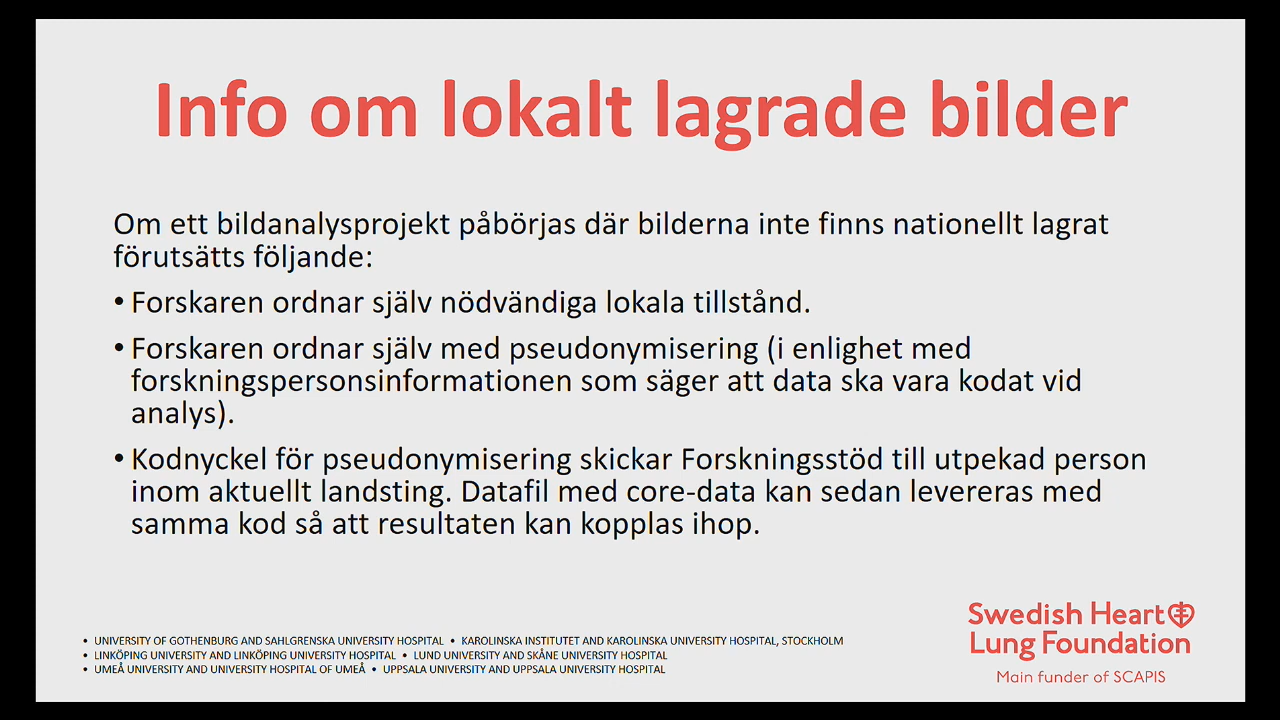 Info om lokalt lagrade bilder
Om ett bildanalysprojekt påbörjas där bilderna inte finns nationellt lagrat
förutsätts följande:
• Forskaren ordnar själv nödvändiga lokala tillstånd.
• Forskaren ordnar själv med pseudonymisering (i enlighet med
forskningspersonsinformationen som säger att data ska vara kodat vid
analys).
• Kodnyckel för pseudonymisering skickar Forskningsstöd till utpekad person
inom aktuellt landsting. Datafil med core-data kan sedan levereras med
samma kod så att resultaten kan kopplas ihop.
• UNIVERSITY OF GOTHENBURG AND SAHLGRENSKA UNIVERSITY HOSPITAL • KAROLINSKA INSTITUTET AND KAROLINSKA UNIVERSITY HOSPITAL, STOCKHOLM
• LINKÖPING UNIVERSITY AND LINKÖPING UNIVERSITY HOSPITAL • LUND UNIVERSITY AND SKÅNE UNIVERSITY HOSPITAL
• UMEÅ UNIVERSITY AND UNIVERSITY HOSPITAL OF UMEÅ • UPPSALA UNIVERSITY AND UPPSALA UNIVERSITY HOSPITAL
Swedish Heart
Lung Foundation
Main funder of SCAPIS